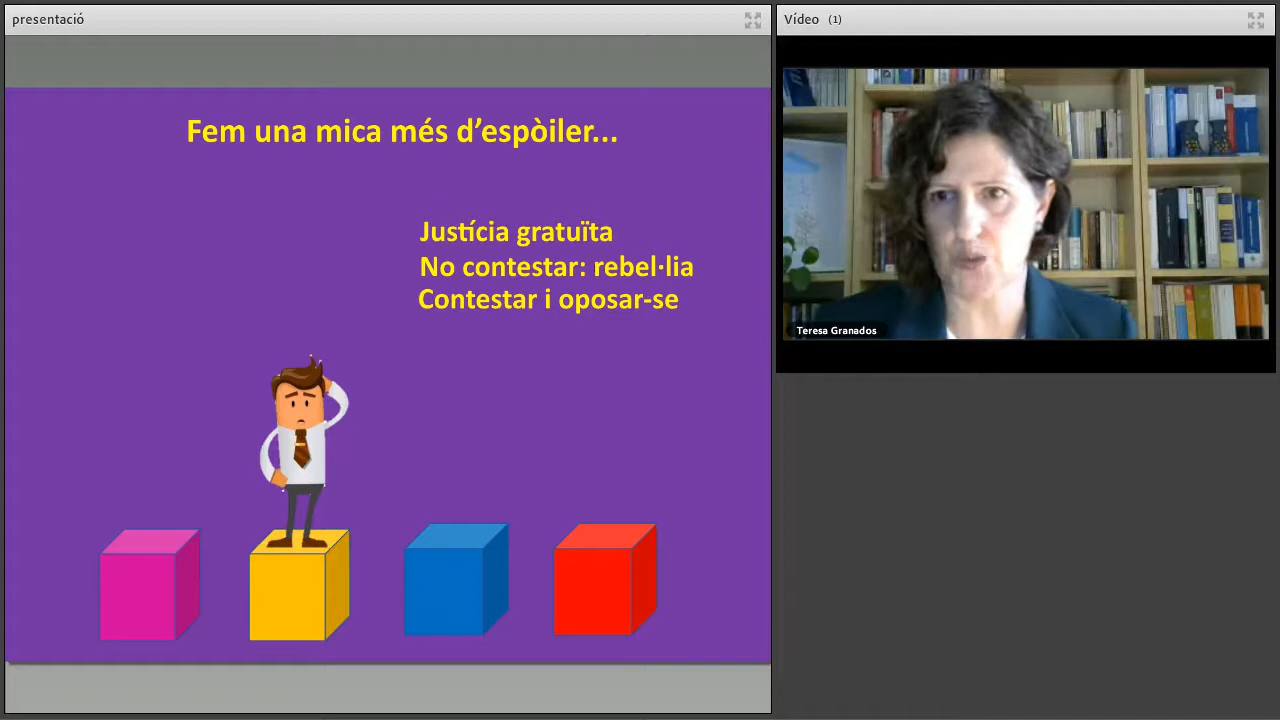 presentació
Fem una mica més d’espòiler...
Justícia gratuïta
No contestar: rebel·lia
Contestar i oposar-se
Vídeo (1)
Teresa Granados